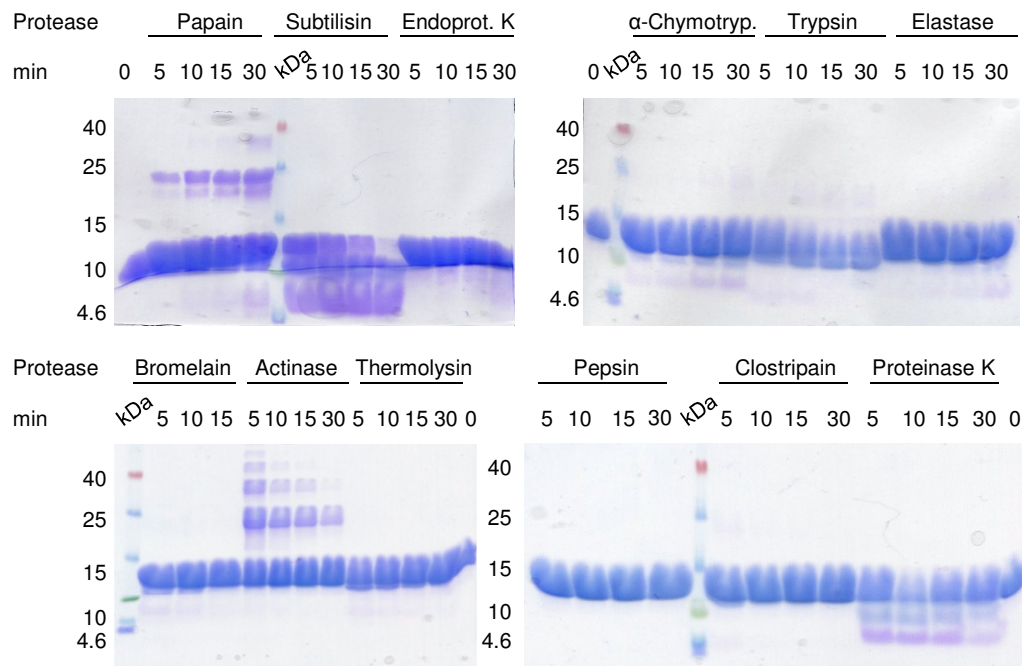 Protease Papain Subtilisin Endoprot. K
min 0 5 10 15 30 kDa 5 10 15 30 5 10 15 30
40
25
15
10
4.6
α-Chymotryp. Trypsin Elastase
0 kDa 5 10 15 30 5 10 15 30 5 10 15 30
40
25
15
10
4.6
Protease Bromelain Actinase Thermolysin
min kDa 5 10 15 5 10 15 30 5 10 15 30 0
40
25
15
10
4.6
Pepsin Clostripain Proteinase K
5 10 15 30 kDa 5 10 15 30 5 10 15 30 0
40
25
15
10
4.6